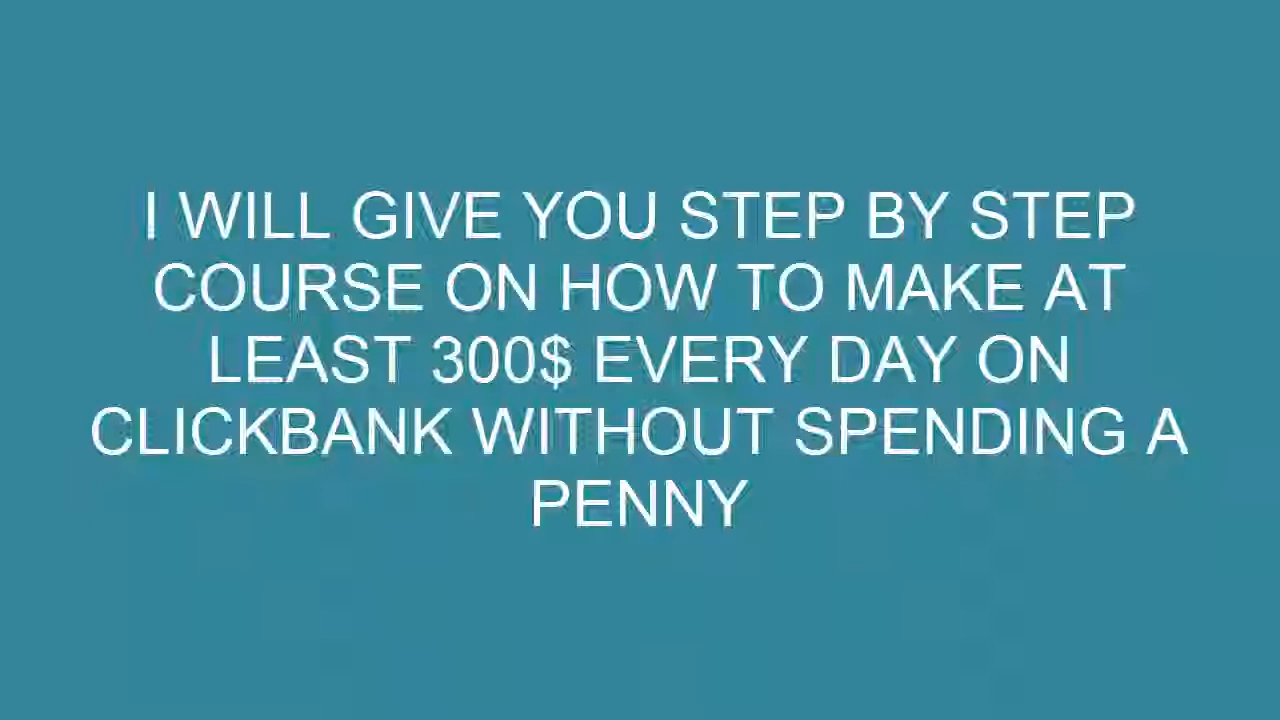 I WILL GIVE YOU STEP BY STEP
COURSE ON HOW TO MAKE AT
LEAST 300$ EVERY DAY ON
CLICKBANK WITHOUT SPENDING A
PENNY